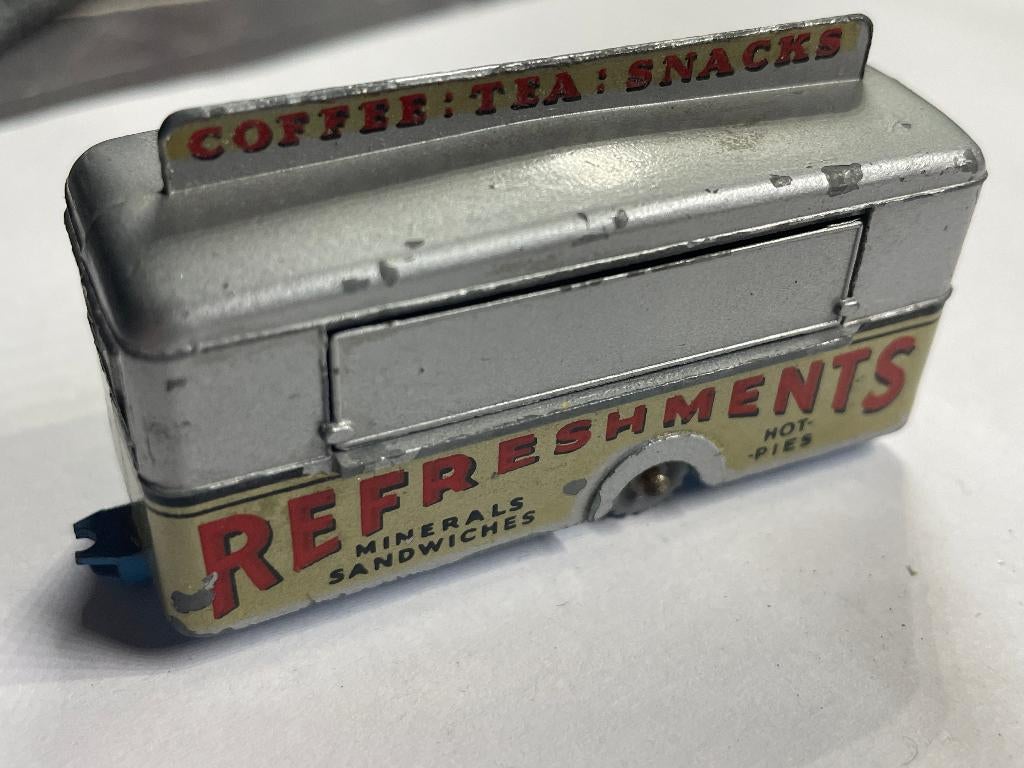 COFFEE : TEA : SNACKS
REFRESHMENTS
MINERALS
SANDWICHES
HOT-
-PIES